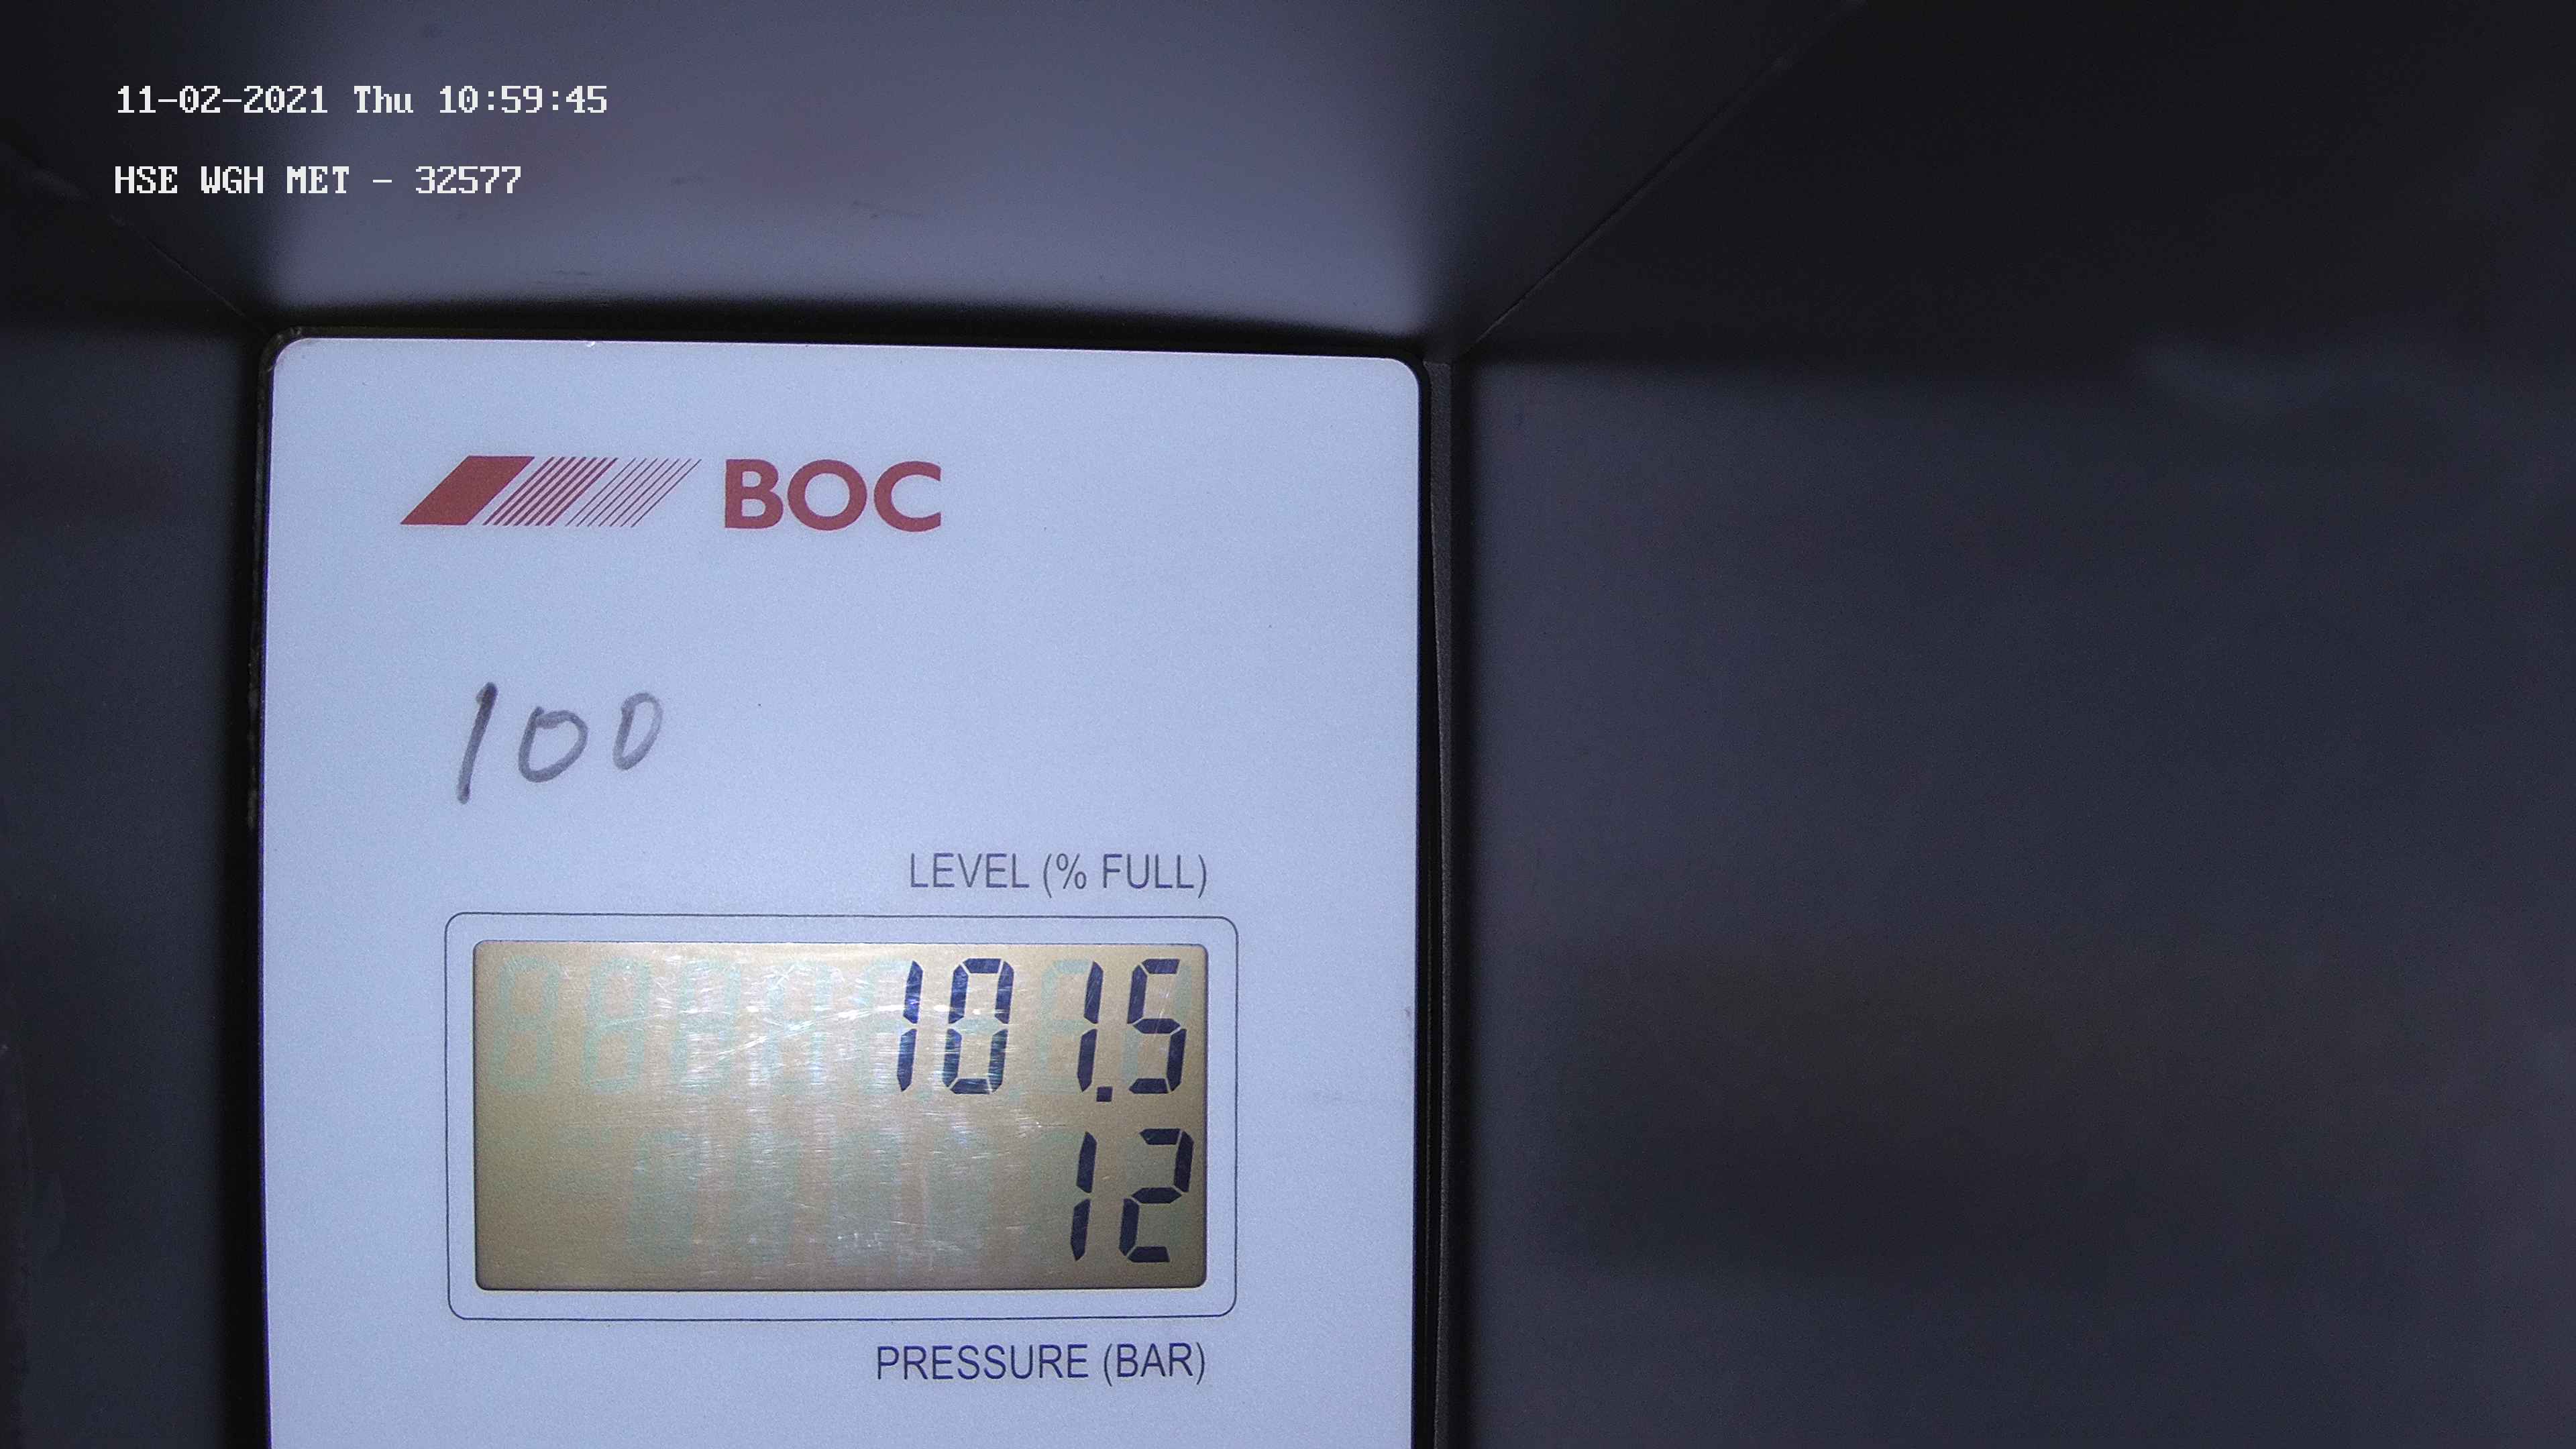 11-02-2021 Thu 10:59:45
HSE WGH MET - 32577
BOC
100
LEVEL (% FULL)
101.5
12
PRESSURE (BAR)